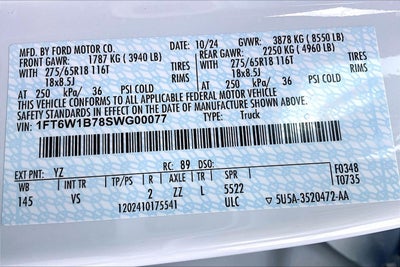 MFD. BY FORD MOTOR CO. DATE: 10/24 GVWR: 3878 KG ( 8550 LB)
FRONT GAWR: 1787 KG ( 3940 LB) REAR GAWR: 2250 KG ( 4960 LB)
WITH WITH
275/65R18 116T 275/65R18 116T
18x8.5J 18x8.5J
AT 250 kPa/ 36 PSI COLD AT 250 kPa/ 36 PSI COLD
THIS VEHICLE CONFORMS TO ALL APPLICABLE FEDERAL MOTOR VEHICLE
SAFETY STANDARDS IN EFFECT ON THE DATE OF MANUFACTURE SHOWN ABOVE.
VIN: 1FT6W1B78SWG00077 TYPE: Truck
F0348
T0735
EXT PNT: YZ RC: 89 DSO:
WB INT TR TP/PS R AXLE TR SPR
145 VS 2 ZZ L 5522
1202410175541 ULC 5U5A-3520472-AA